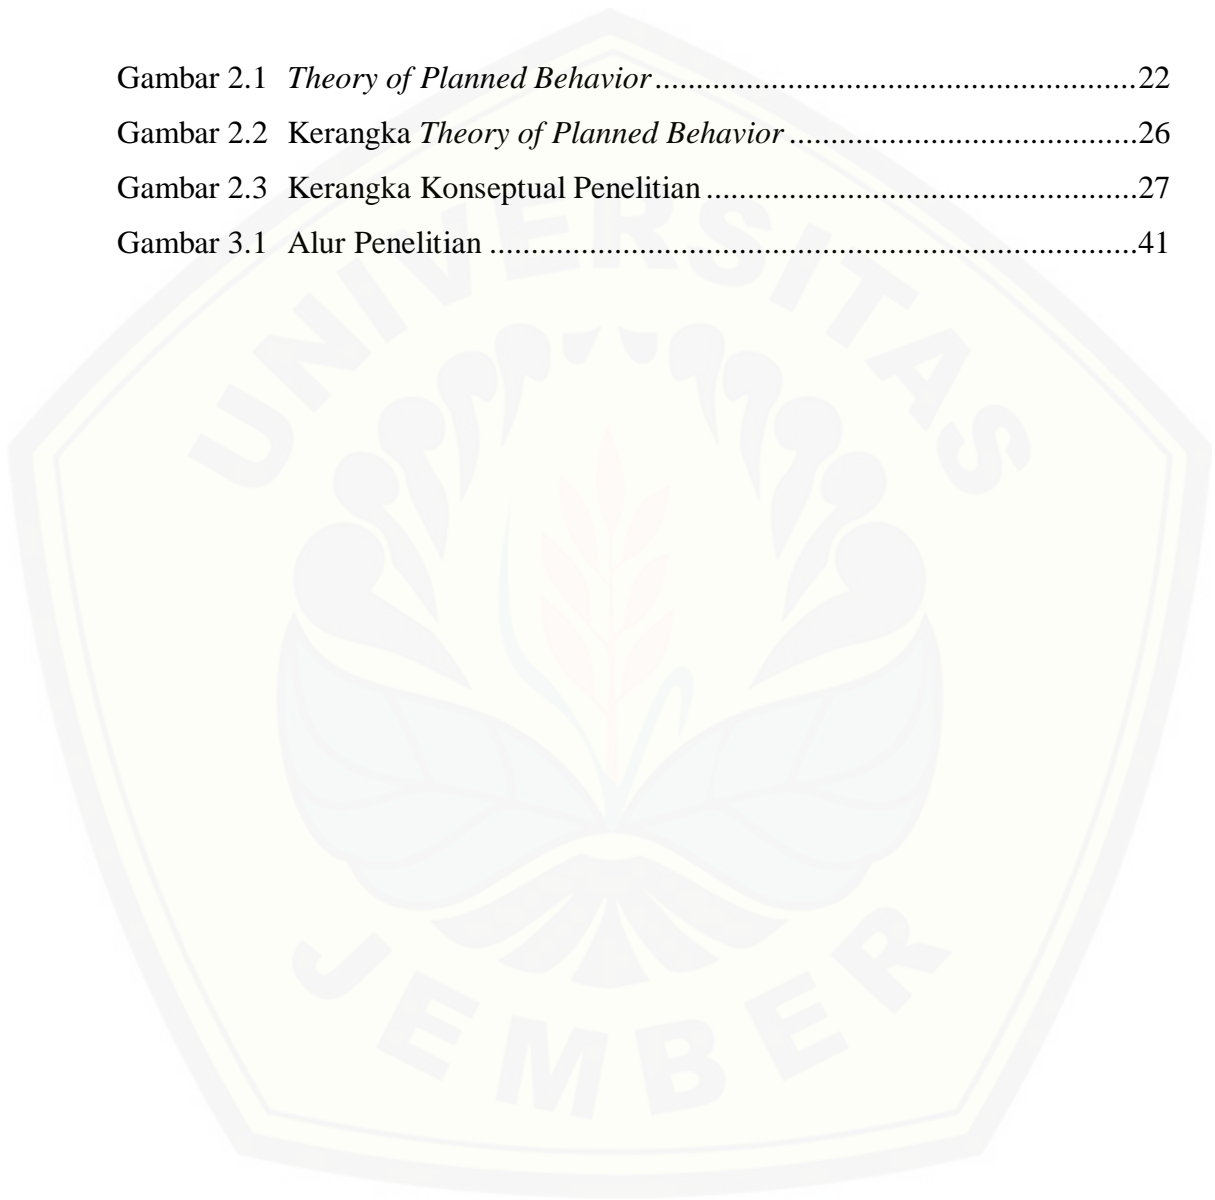 Gambar 2.1 Theory of Planned Behavior............................................................22
Gambar 2.2 Kerangka Theory of Planned Behavior...........................................26
Gambar 2.3 Kerangka Konseptual Penelitian......................................................27
Gambar 3.1 Alur Penelitian.................................................................................41
UNIVERSITAS
JEMBER